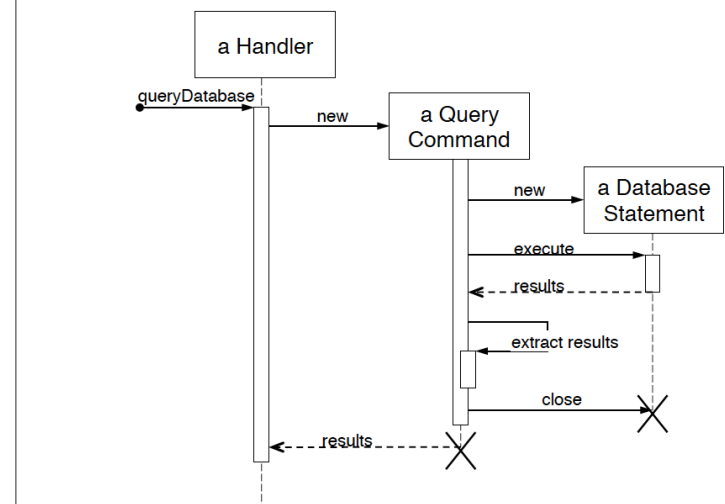 a Handler
queryDatabase
new
a Query
Command
new
a Database
Statement
execute
results
extract results
close
results